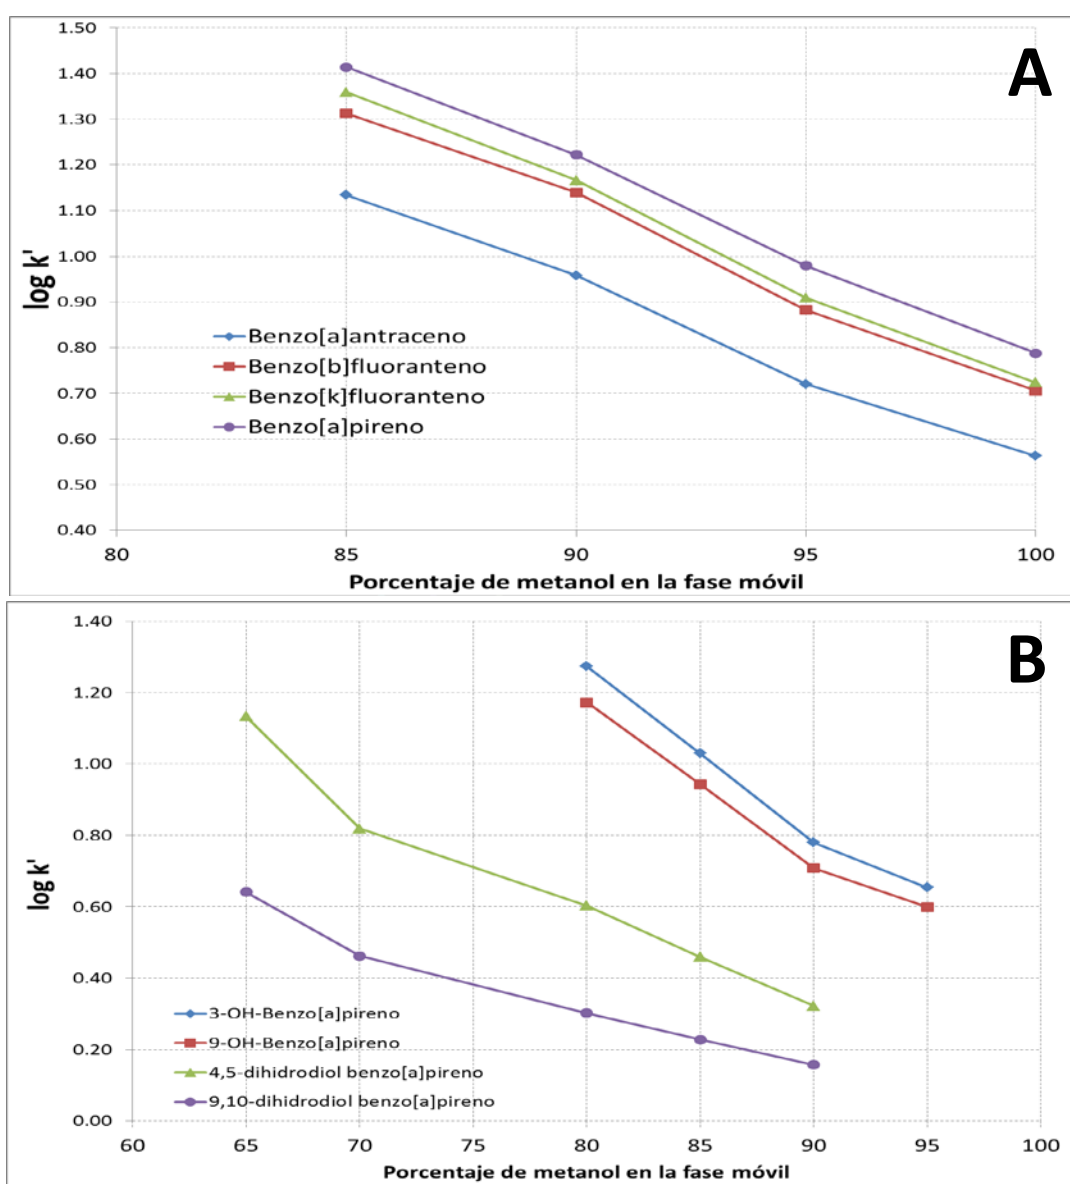 A
1.50
1.40
1.30
1.20
1.10
1.00
0.90
0.80
0.70
0.60
0.50
0.40
log k'
Benzo[a]antraceno
Benzo[b]fluoranteno
Benzo[k]fluoranteno
Benzo[a]pireno
80 85 90 95 100
Porcentaje de metanol en la fase móvil
B
1.40
1.20
1.00
0.80
0.60
0.40
0.20
0.00
log k'
3-OH-Benzo[a]pireno
9-OH-Benzo[a]pireno
4,5-dihidrodiol benzo[a]pireno
9,10-dihidrodiol benzo[a]pireno
60 65 70 75 80 85 90 95 100
Porcentaje de metanol en la fase móvil